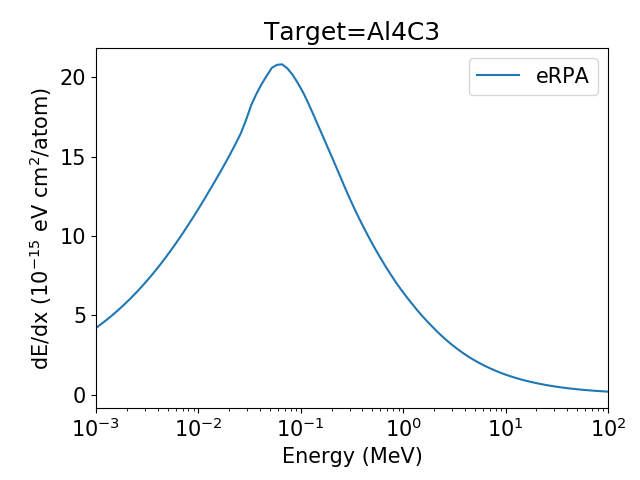 Target=Al4C3
eRPA
dE/dx (10⁻¹⁵ eV cm²/atom)
20
15
10
5
0
10⁻³ 10⁻² 10⁻¹ 10⁰ 10¹ 10²
Energy (MeV)